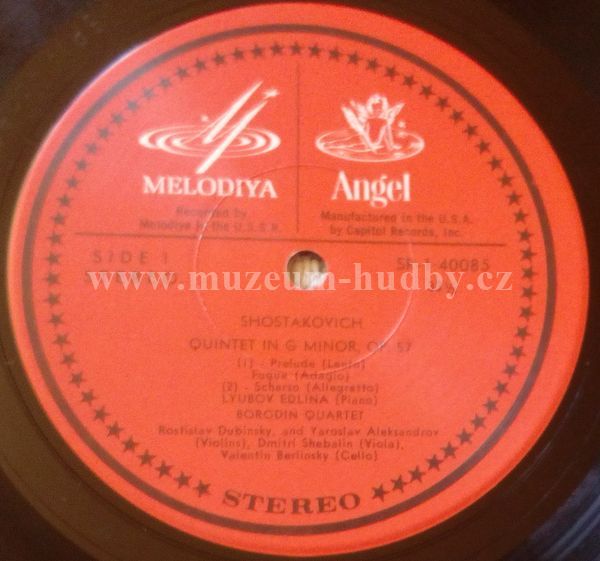 MELODIYA
Angel
Recorded by
Melodiya in the U.S.S.R.
Manufactured in the U.S.A.
by Capitol Records, Inc.
SIDE 1
40085
www.muzeum-hudby.cz
SHOSTAKOVICH
QUINTET IN G MINOR, OP. 57
(1) - Prelude (Lento)
Fugue (Adagio)
(2) - Scherzo (Allegretto)
LYUBOV EDLINA (Piano)
BORODIN QUARTET
Rostislav Dubinsky, and Yaroslav Aleksandrov
(Violins), Dmitri Shebalin (Viola),
Valentin Berlinsky (Cello)
STEREO